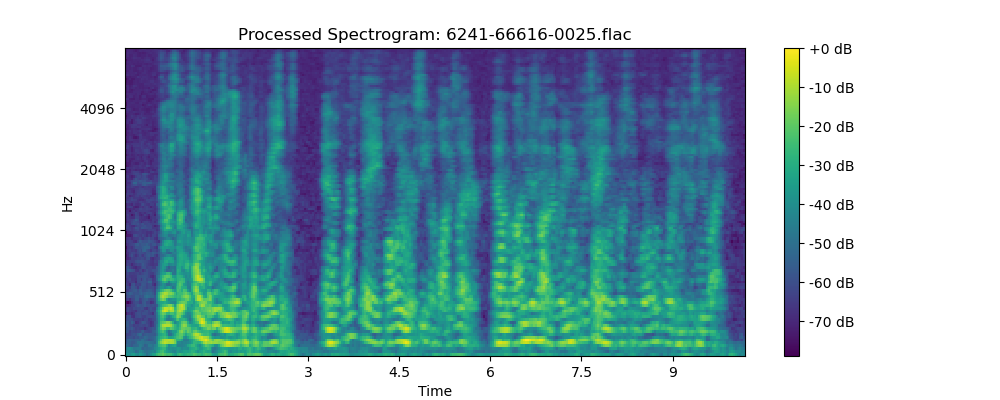 Processed Spectrogram: 6241-66616-0025.flac
Hz
4096
2048
1024
512
0
0 1.5 3 4.5 6 7.5 9
Time
+0 dB
-10 dB
-20 dB
-30 dB
-40 dB
-50 dB
-60 dB
-70 dB